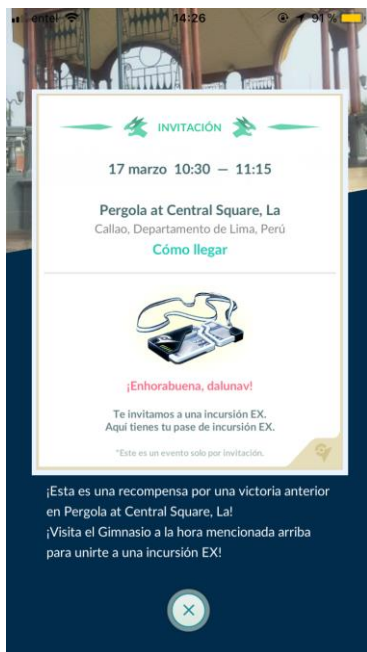 entel 14:26 91 %
INVITACIÓN
17 marzo 10:30 — 11:15
Pergola at Central Square, La
Callao, Departamento de Lima, Perú
Cómo llegar
¡Enhorabuena, dalunav!
Te invitamos a una incursión EX.
Aquí tienes tu pase de incursión EX.
*Este es un evento solo por invitación.
¡Esta es una recompensa por una victoria anterior
en Pergola at Central Square, La!
¡Visita el Gimnasio a la hora mencionada arriba
para unirte a una incursión EX!